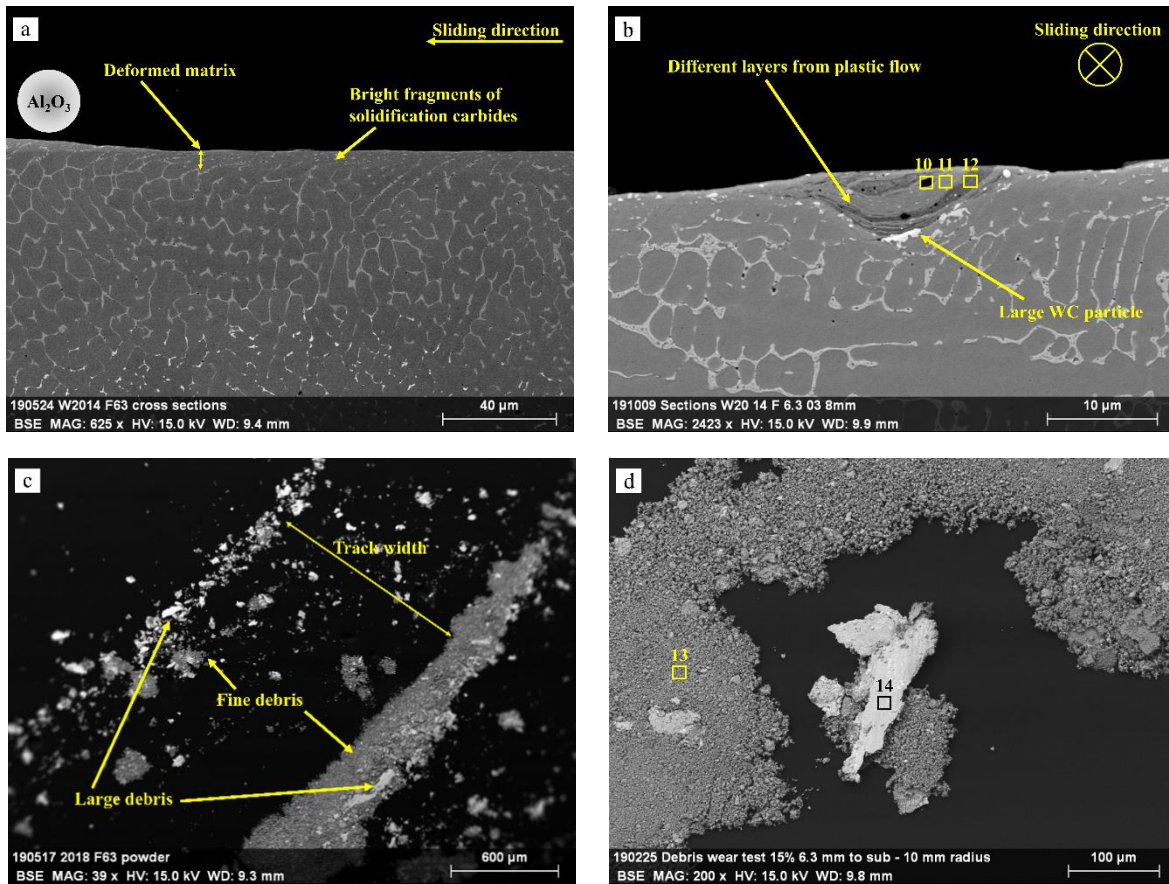 a
Sliding direction
Deformed matrix
Al₂O₃
Bright fragments of
solidification carbides
190524 W2014 F63 cross sections
BSE MAG: 625 x HV: 15.0 kV WD: 9.4 mm
40 µm
b
Sliding direction
Different layers from plastic flow
10 11 12
Large WC particle
191009 Sections W20 14 F 6.3 03 8mm
BSE MAG: 2423 x HV: 15.0 kV WD: 9.9 mm
10 µm
c
Track width
Fine debris
Large debris
190517 2018 F63 powder
BSE MAG: 39 x HV: 15.0 kV WD: 9.3 mm
600 µm
d
13
14
190225 Debris wear test 15% 6.3 mm to sub - 10 mm radius
BSE MAG: 200 x HV: 15.0 kV WD: 9.8 mm
100 µm